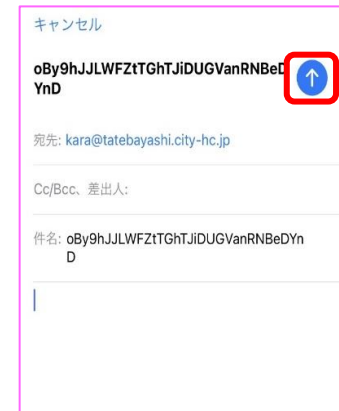 キャンセル
oBy9hJJLWFZtTGhTJiDUGVanRNBeD
YnD
宛先: kara@tatebayashi.city-hc.jp
Cc/Bcc、差出人:
件名: oBy9hJJLWFZtTGhTJiDUGVanRNBeDYn
D